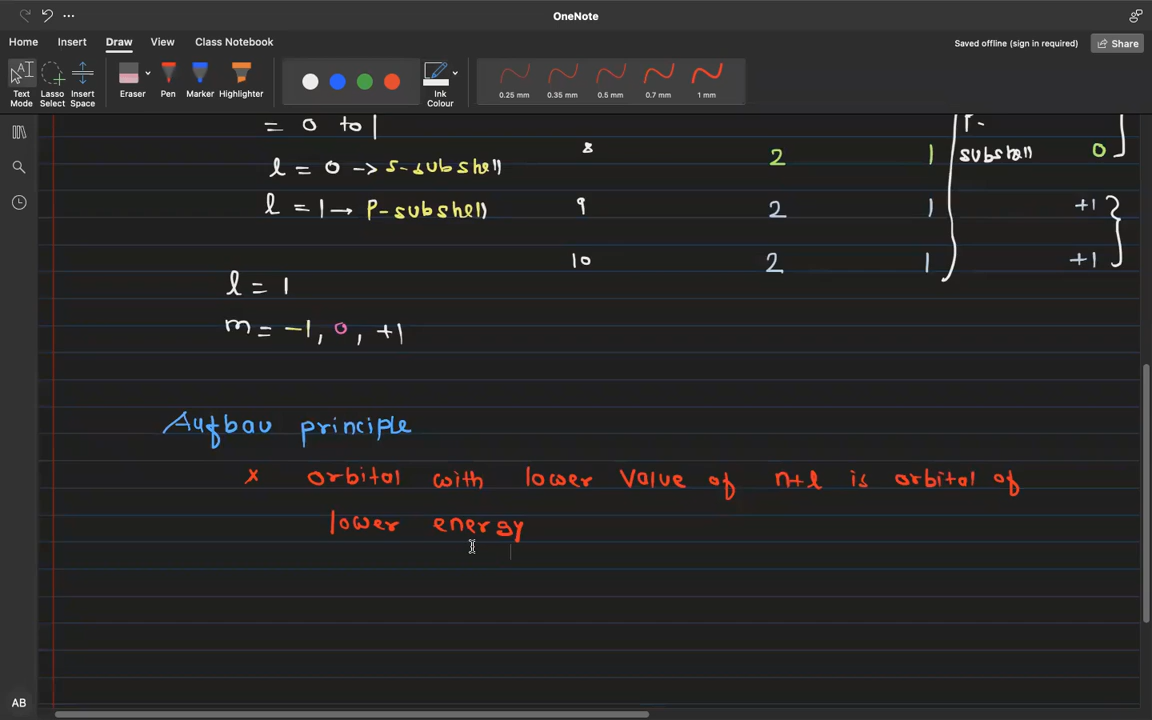 OneNote
Home Insert Draw View Class Notebook
Saved offline (sign in required) Share
Text Mode Lasso Select Insert Space Eraser Pen Marker Highlighter Ink Colour 0.25 mm 0.35 mm 0.5 mm 0.7 mm 1 mm
= 0 to 1
P-
l = 0 -> s-subshell 8 2 1 subshell 0
l = 1 → P-subshell 9 2 1 +1
10 2 1 +1
l = 1
m = -1, 0, +1
Aufbau principle
x orbital with lower value of n+l is orbital of
lower energy
AB